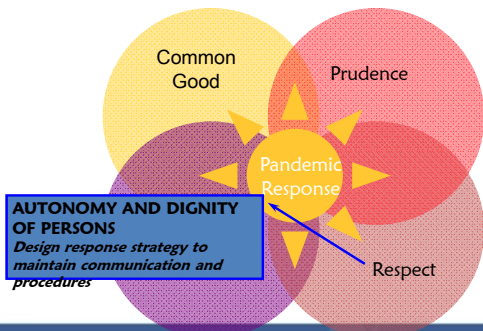 Common
Good
Prudence
Pandemic
Response
AUTONOMY AND DIGNITY
OF PERSONS
Design response strategy to
maintain communication and
procedures
Respect